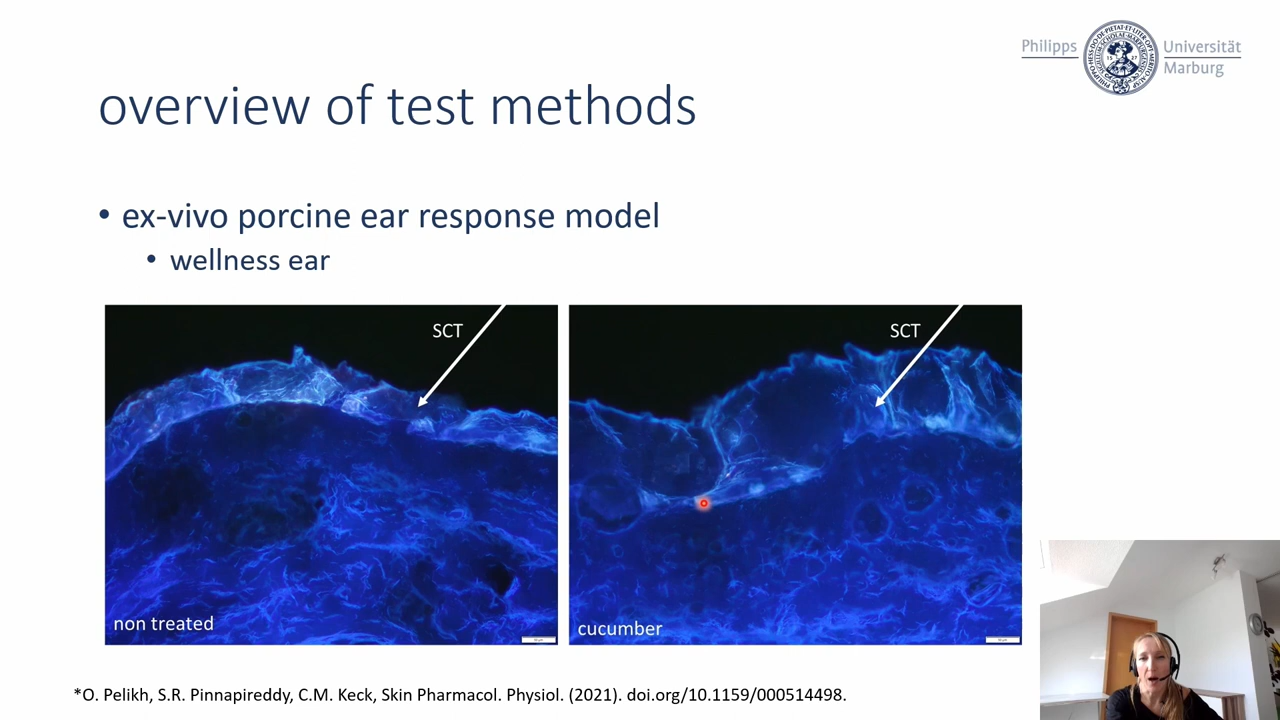 Philipps Universität
Marburg
overview of test methods
• ex-vivo porcine ear response model
• wellness ear
SCT
SCT
non treated
cucumber
*O. Pelikh, S.R. Pinnapireddy, C.M. Keck, Skin Pharmacol. Physiol. (2021). doi.org/10.1159/000514498.